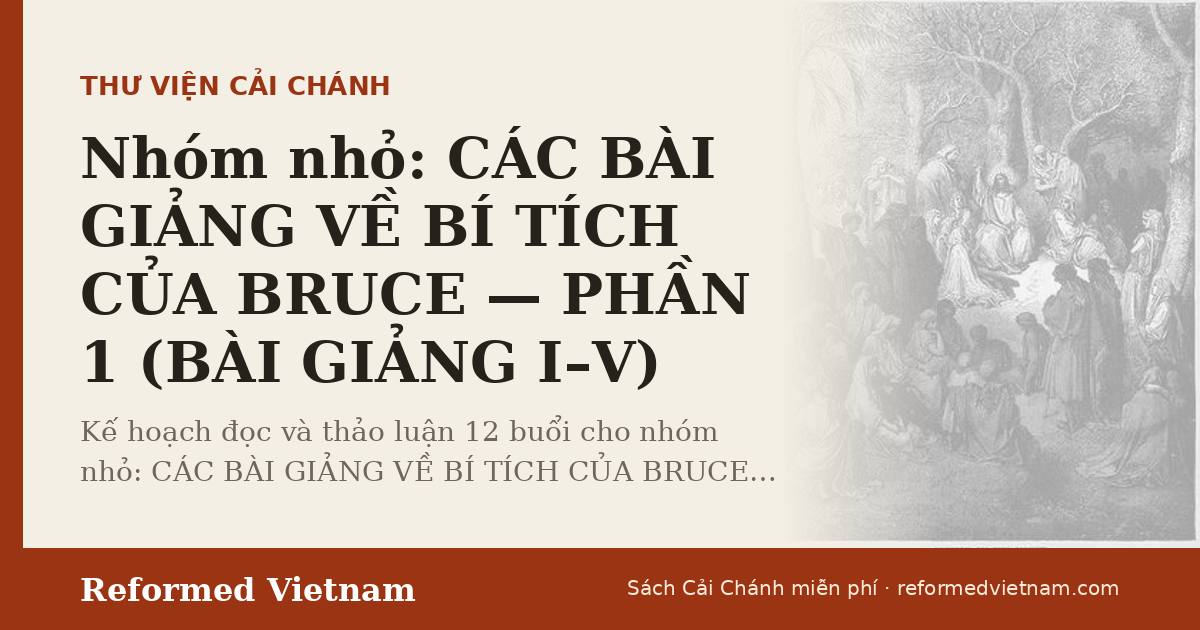 THƯ VIỆN CẢI CHÁNH
Nhóm nhỏ: CÁC BÀI
GIẢNG VỀ BÍ TÍCH
CỦA BRUCE — PHẦN
1 (BÀI GIẢNG I–V)
Kế hoạch đọc và thảo luận 12 buổi cho nhóm
nhỏ: CÁC BÀI GIẢNG VỀ BÍ TÍCH CỦA BRUCE…
Reformed Vietnam
Sách Cải Chánh miễn phí · reformedvietnam.com